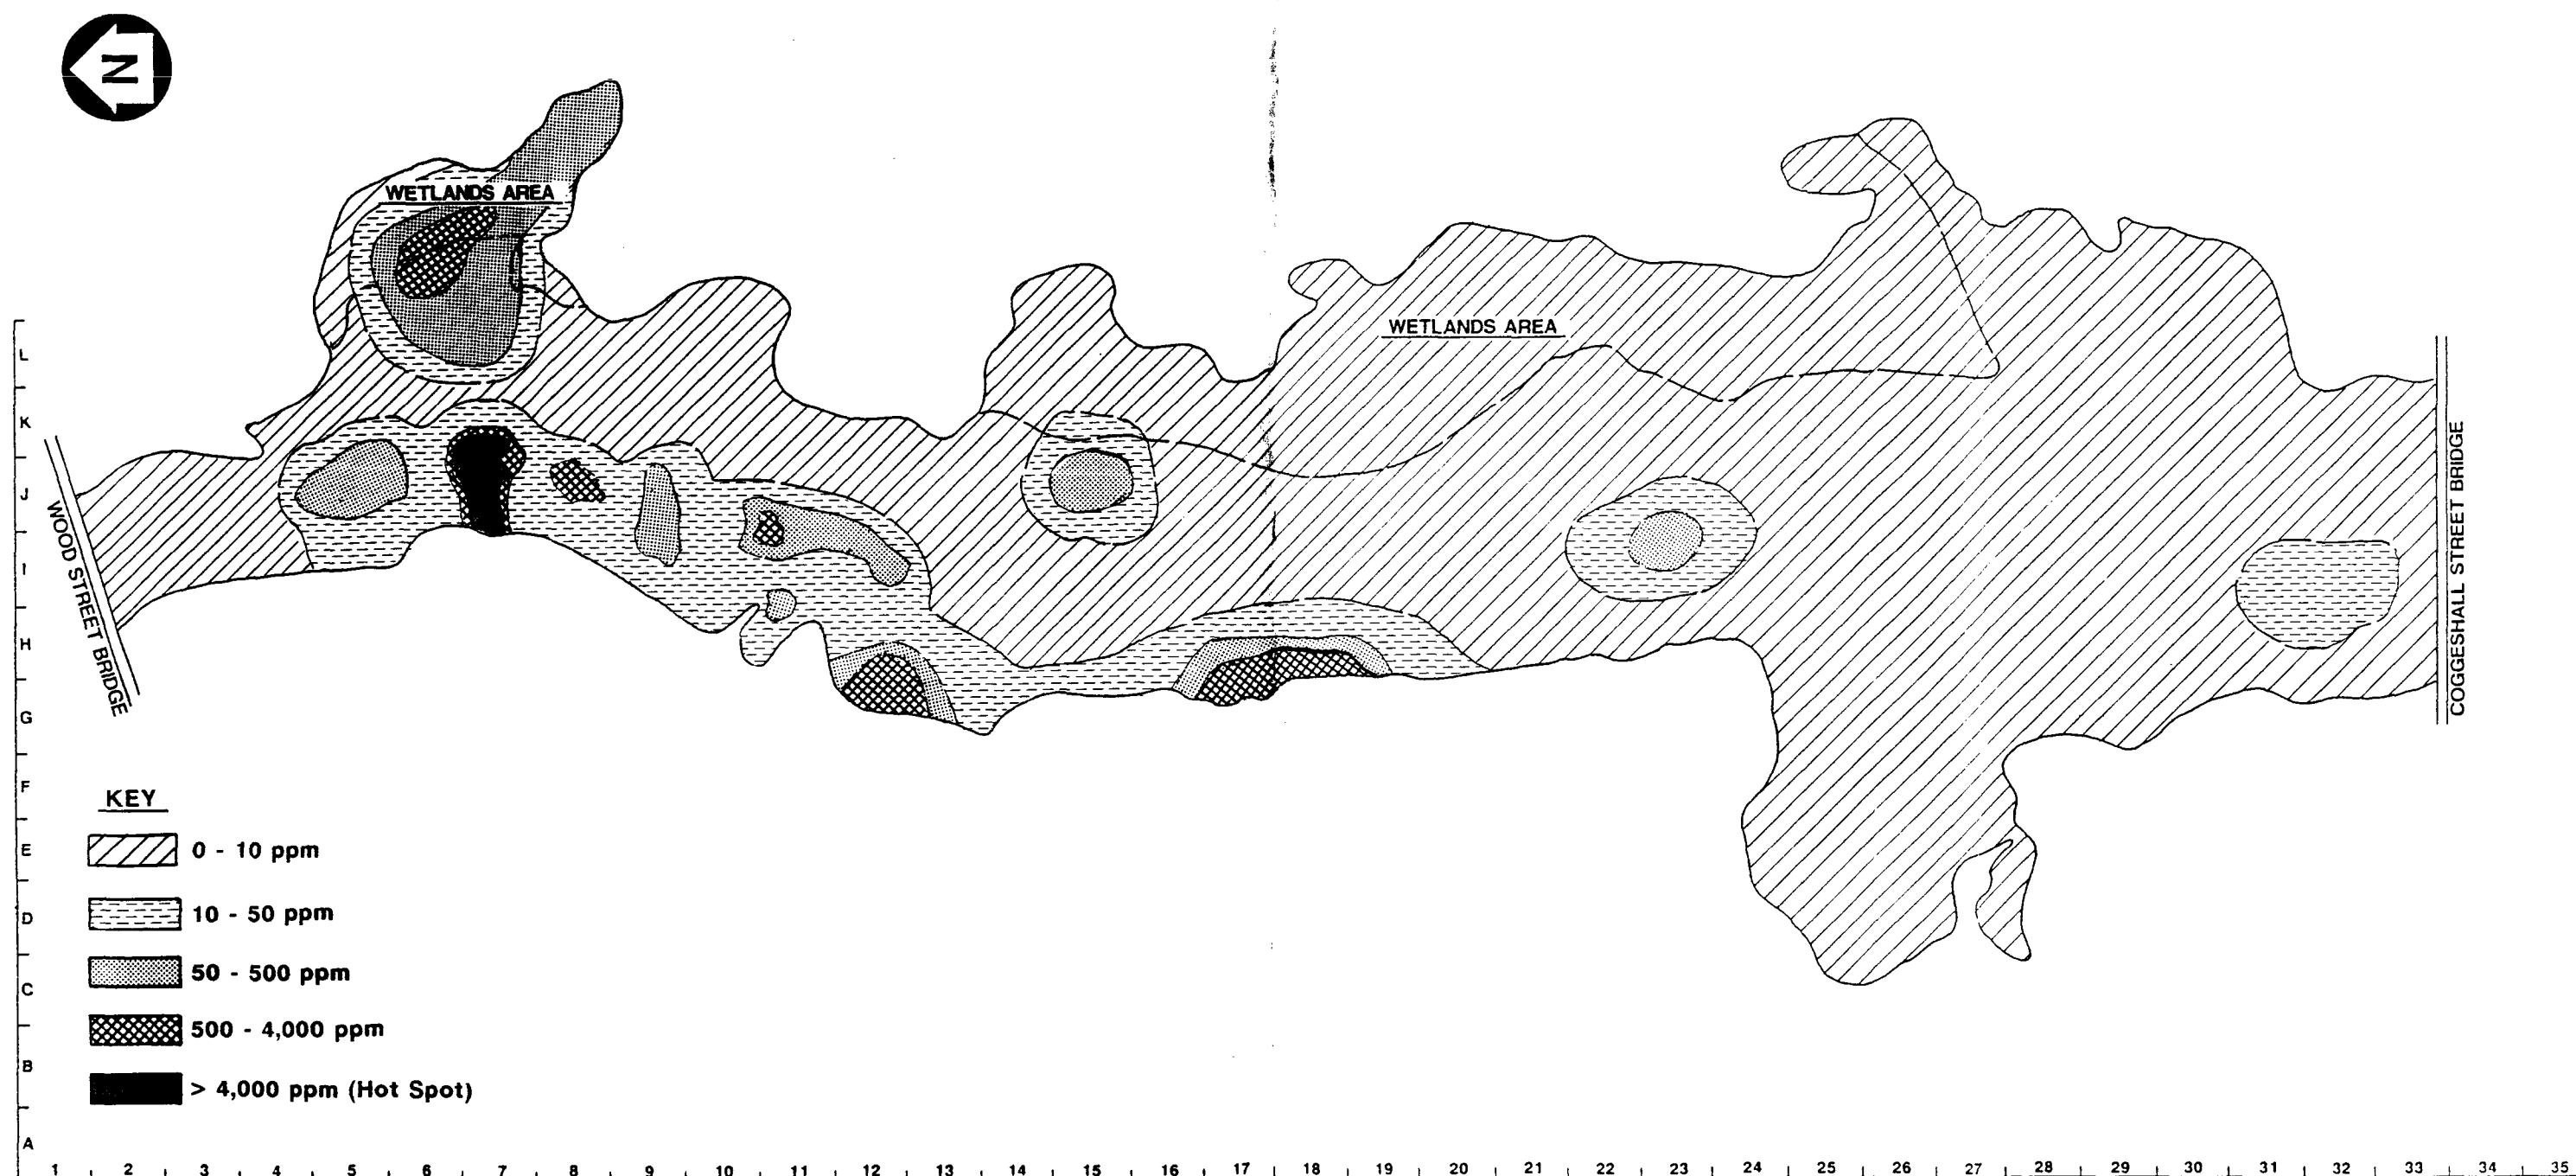 N
WETLANDS AREA
WETLANDS AREA
L
K
J
I
H
G
F
E
D
C
B
A
WOOD STREET BRIDGE
COGGESHALL STREET BRIDGE
KEY
0 - 10 ppm
10 - 50 ppm
50 - 500 ppm
500 - 4,000 ppm
> 4,000 ppm (Hot Spot)
1 2 3 4 5 6 7 8 9 10 11 12 13 14 15 16 17 18 19 20 21 22 23 24 25 26 27 28 29 30 31 32 33 34 35